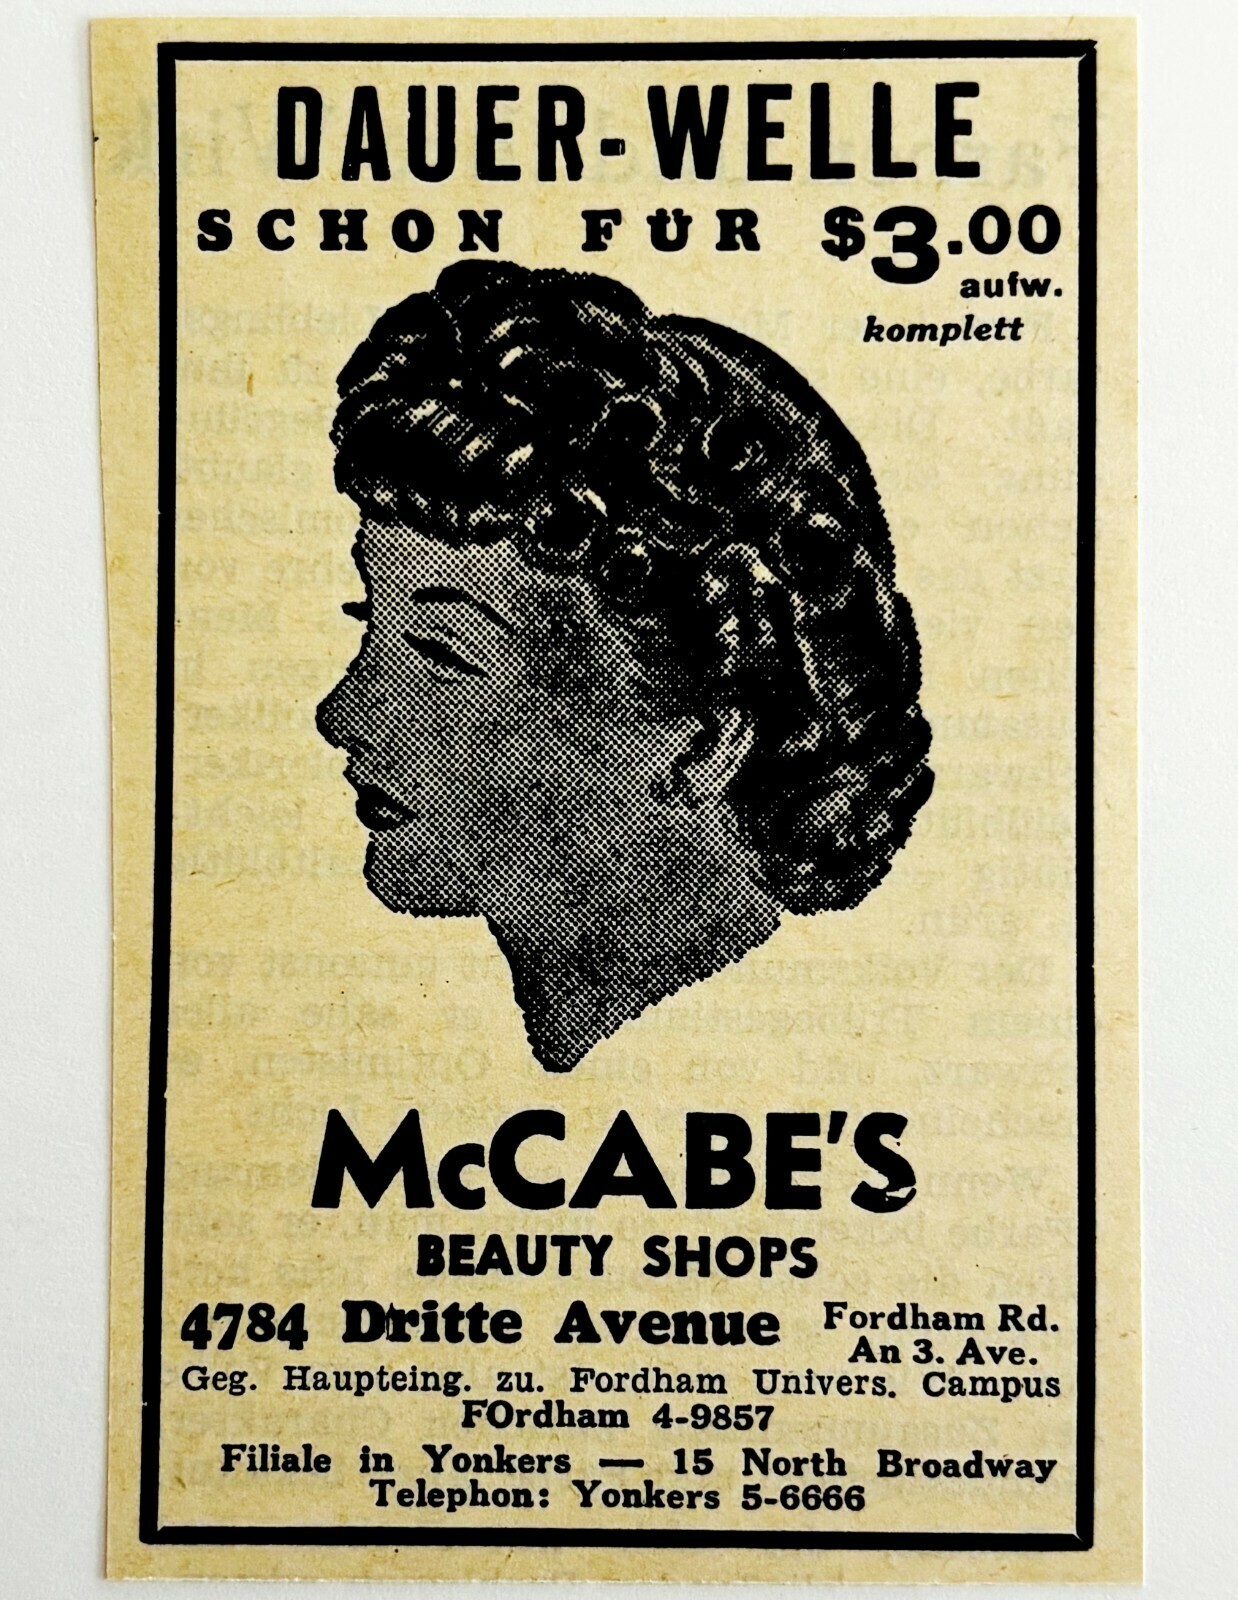 DAUER-WELLE
SCHON FÜR $3.00
aufw.
komplett
McCABE'S
BEAUTY SHOPS
4784 Dritte Avenue
Fordham Rd.
An 3. Ave.
Geg. Haupteing. zu. Fordham Univers. Campus
FOrdham 4-9857
Filiale in Yonkers — 15 North Broadway
Telephon: Yonkers 5-6666